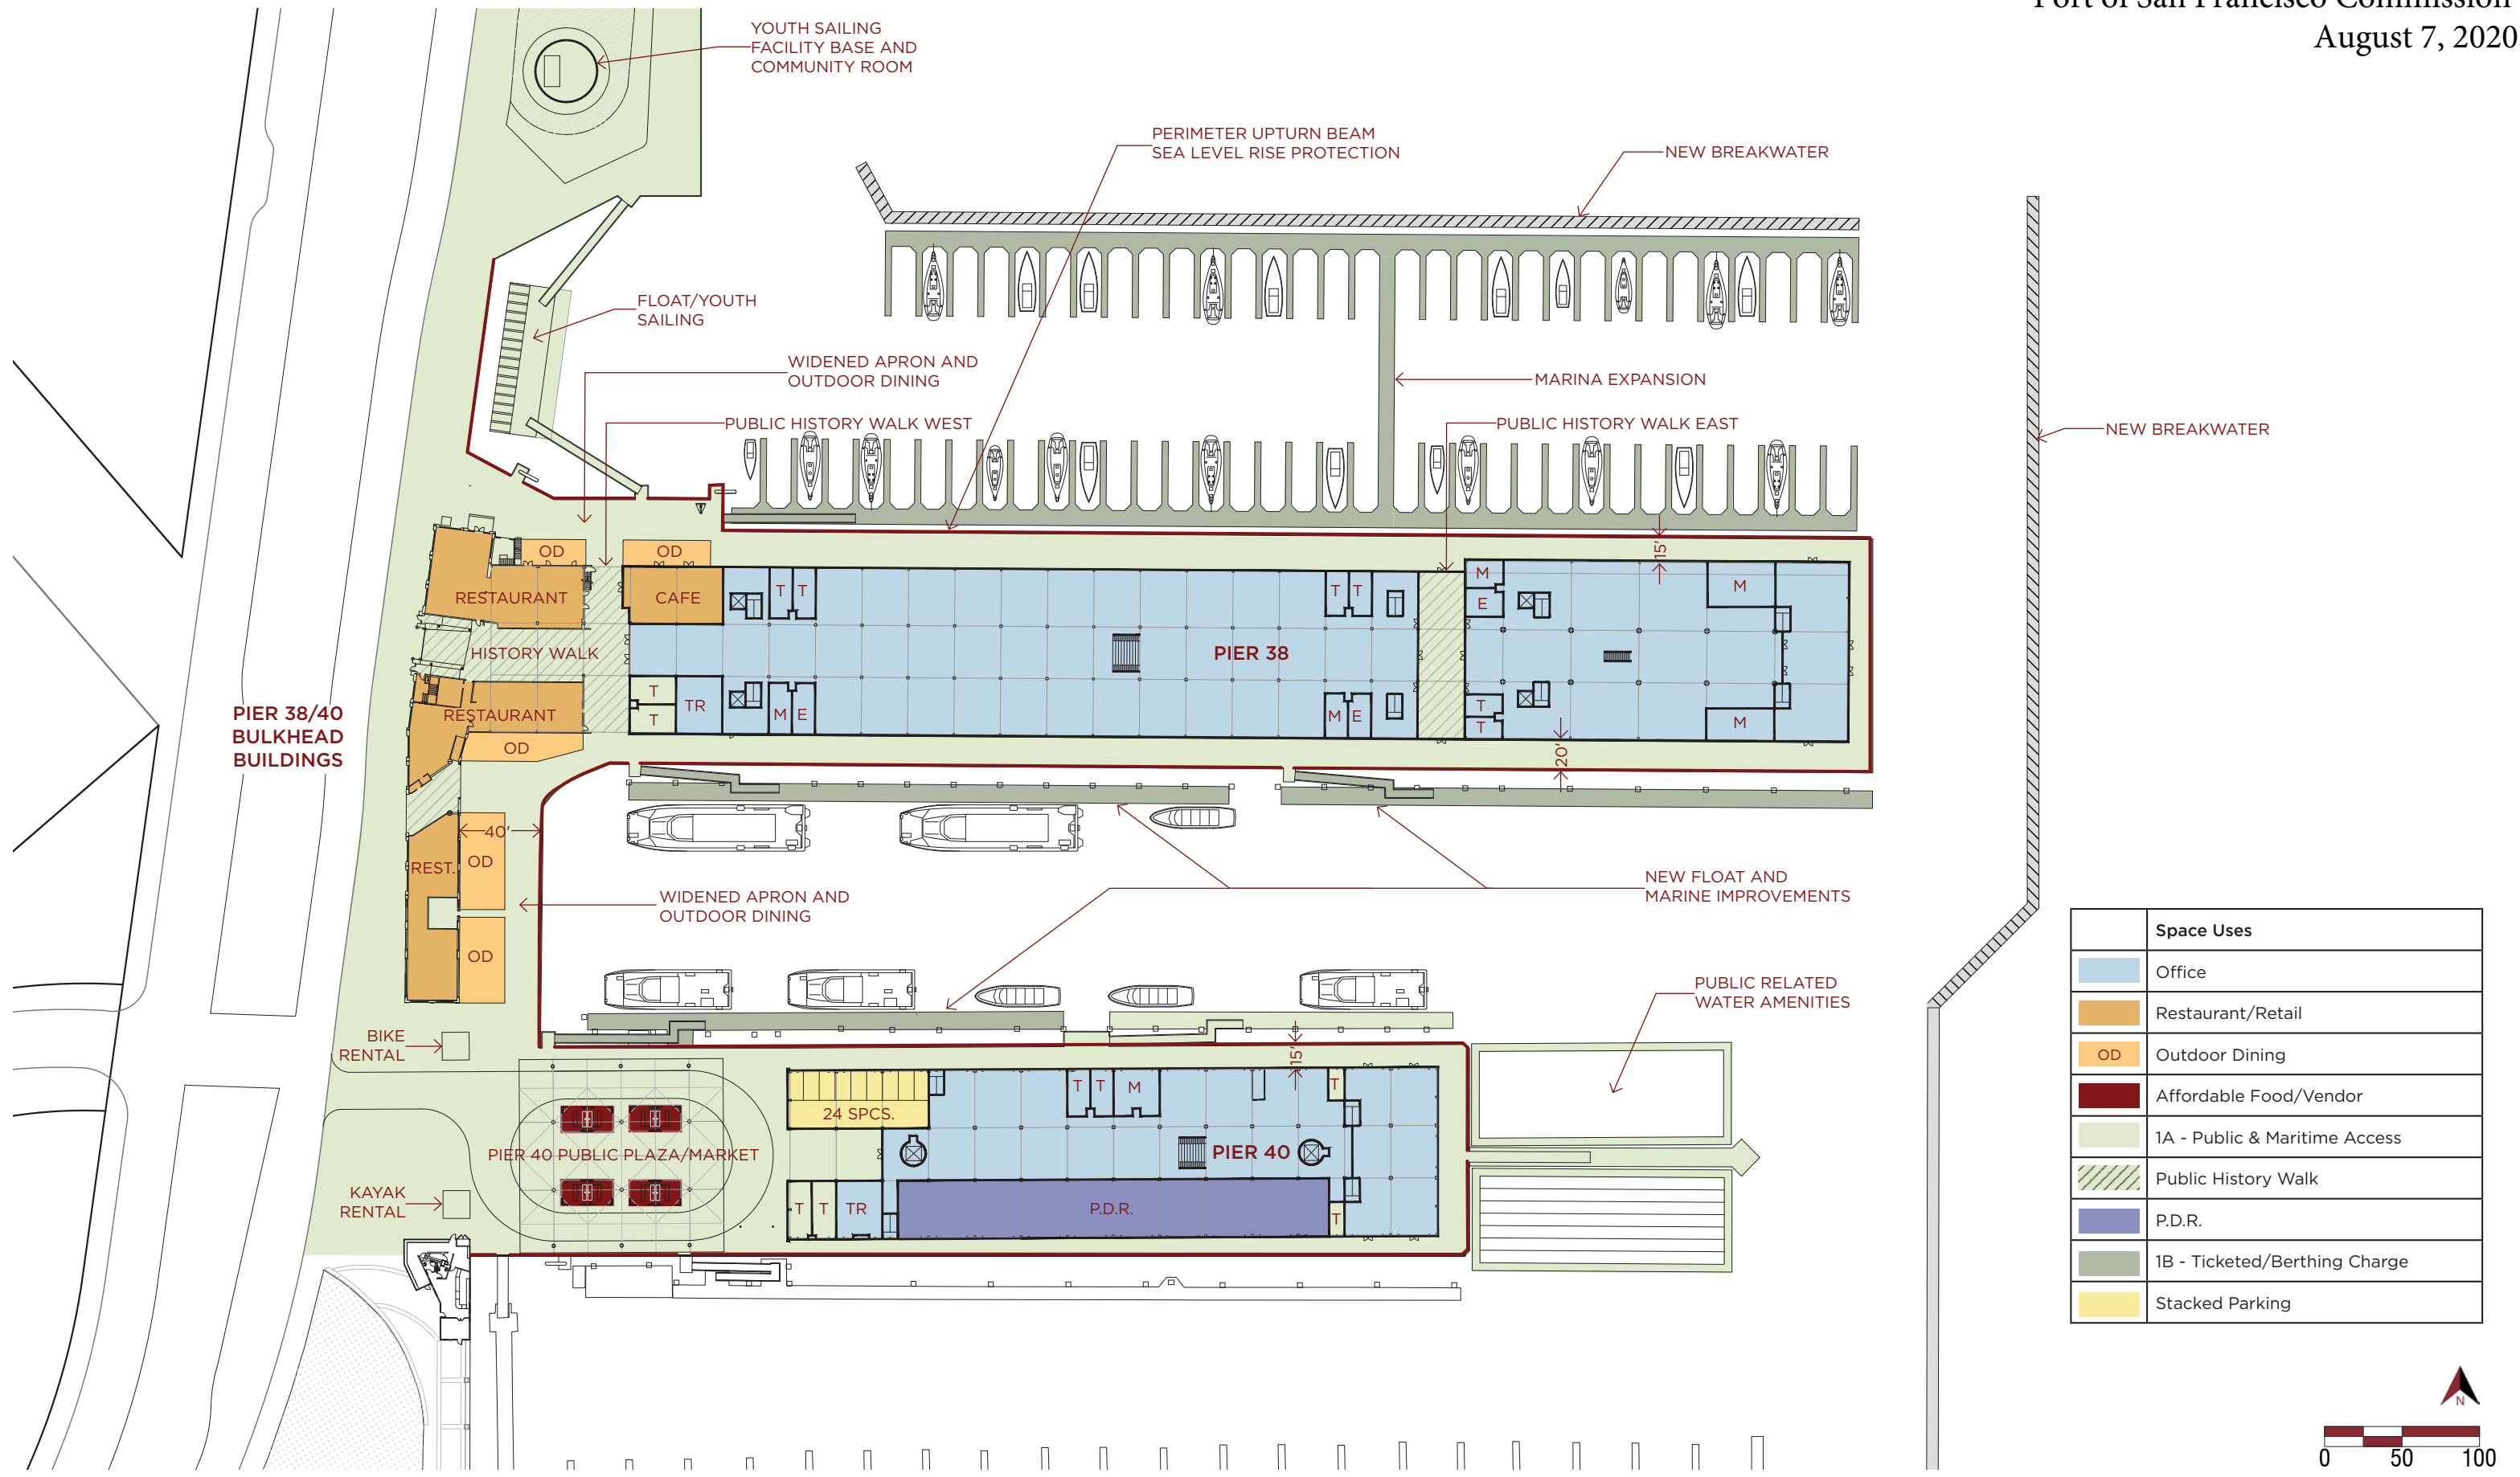 Port of San Francisco Commission
August 7, 2020
YOUTH SAILING
FACILITY BASE AND
COMMUNITY ROOM
PERIMETER UPTURN BEAM
SEA LEVEL RISE PROTECTION
NEW BREAKWATER
FLOAT/YOUTH
SAILING
WIDENED APRON AND
OUTDOOR DINING
MARINA EXPANSION
PUBLIC HISTORY WALK WEST
PUBLIC HISTORY WALK EAST
NEW BREAKWATER
OD
OD
15'
RESTAURANT
CAFE
T T
T T
M
E
M
HISTORY WALK
PIER 38
RESTAURANT
T
T
TR
M E
M E
T
T
M
OD
20'
PIER 38/40
BULKHEAD
BUILDINGS
40'
REST.
OD
OD
WIDENED APRON AND
OUTDOOR DINING
NEW FLOAT AND
MARINE IMPROVEMENTS
PUBLIC RELATED
WATER AMENITIES
BIKE
RENTAL
15'
24 SPCS.
T T M
T
PIER 40 PUBLIC PLAZA/MARKET
PIER 40
KAYAK
RENTAL
T T TR
P.D.R.
T
Space Uses
Office
Restaurant/Retail
OD Outdoor Dining
Affordable Food/Vendor
1A - Public & Maritime Access
Public History Walk
P.D.R.
1B - Ticketed/Berthing Charge
Stacked Parking
N
0 50 100